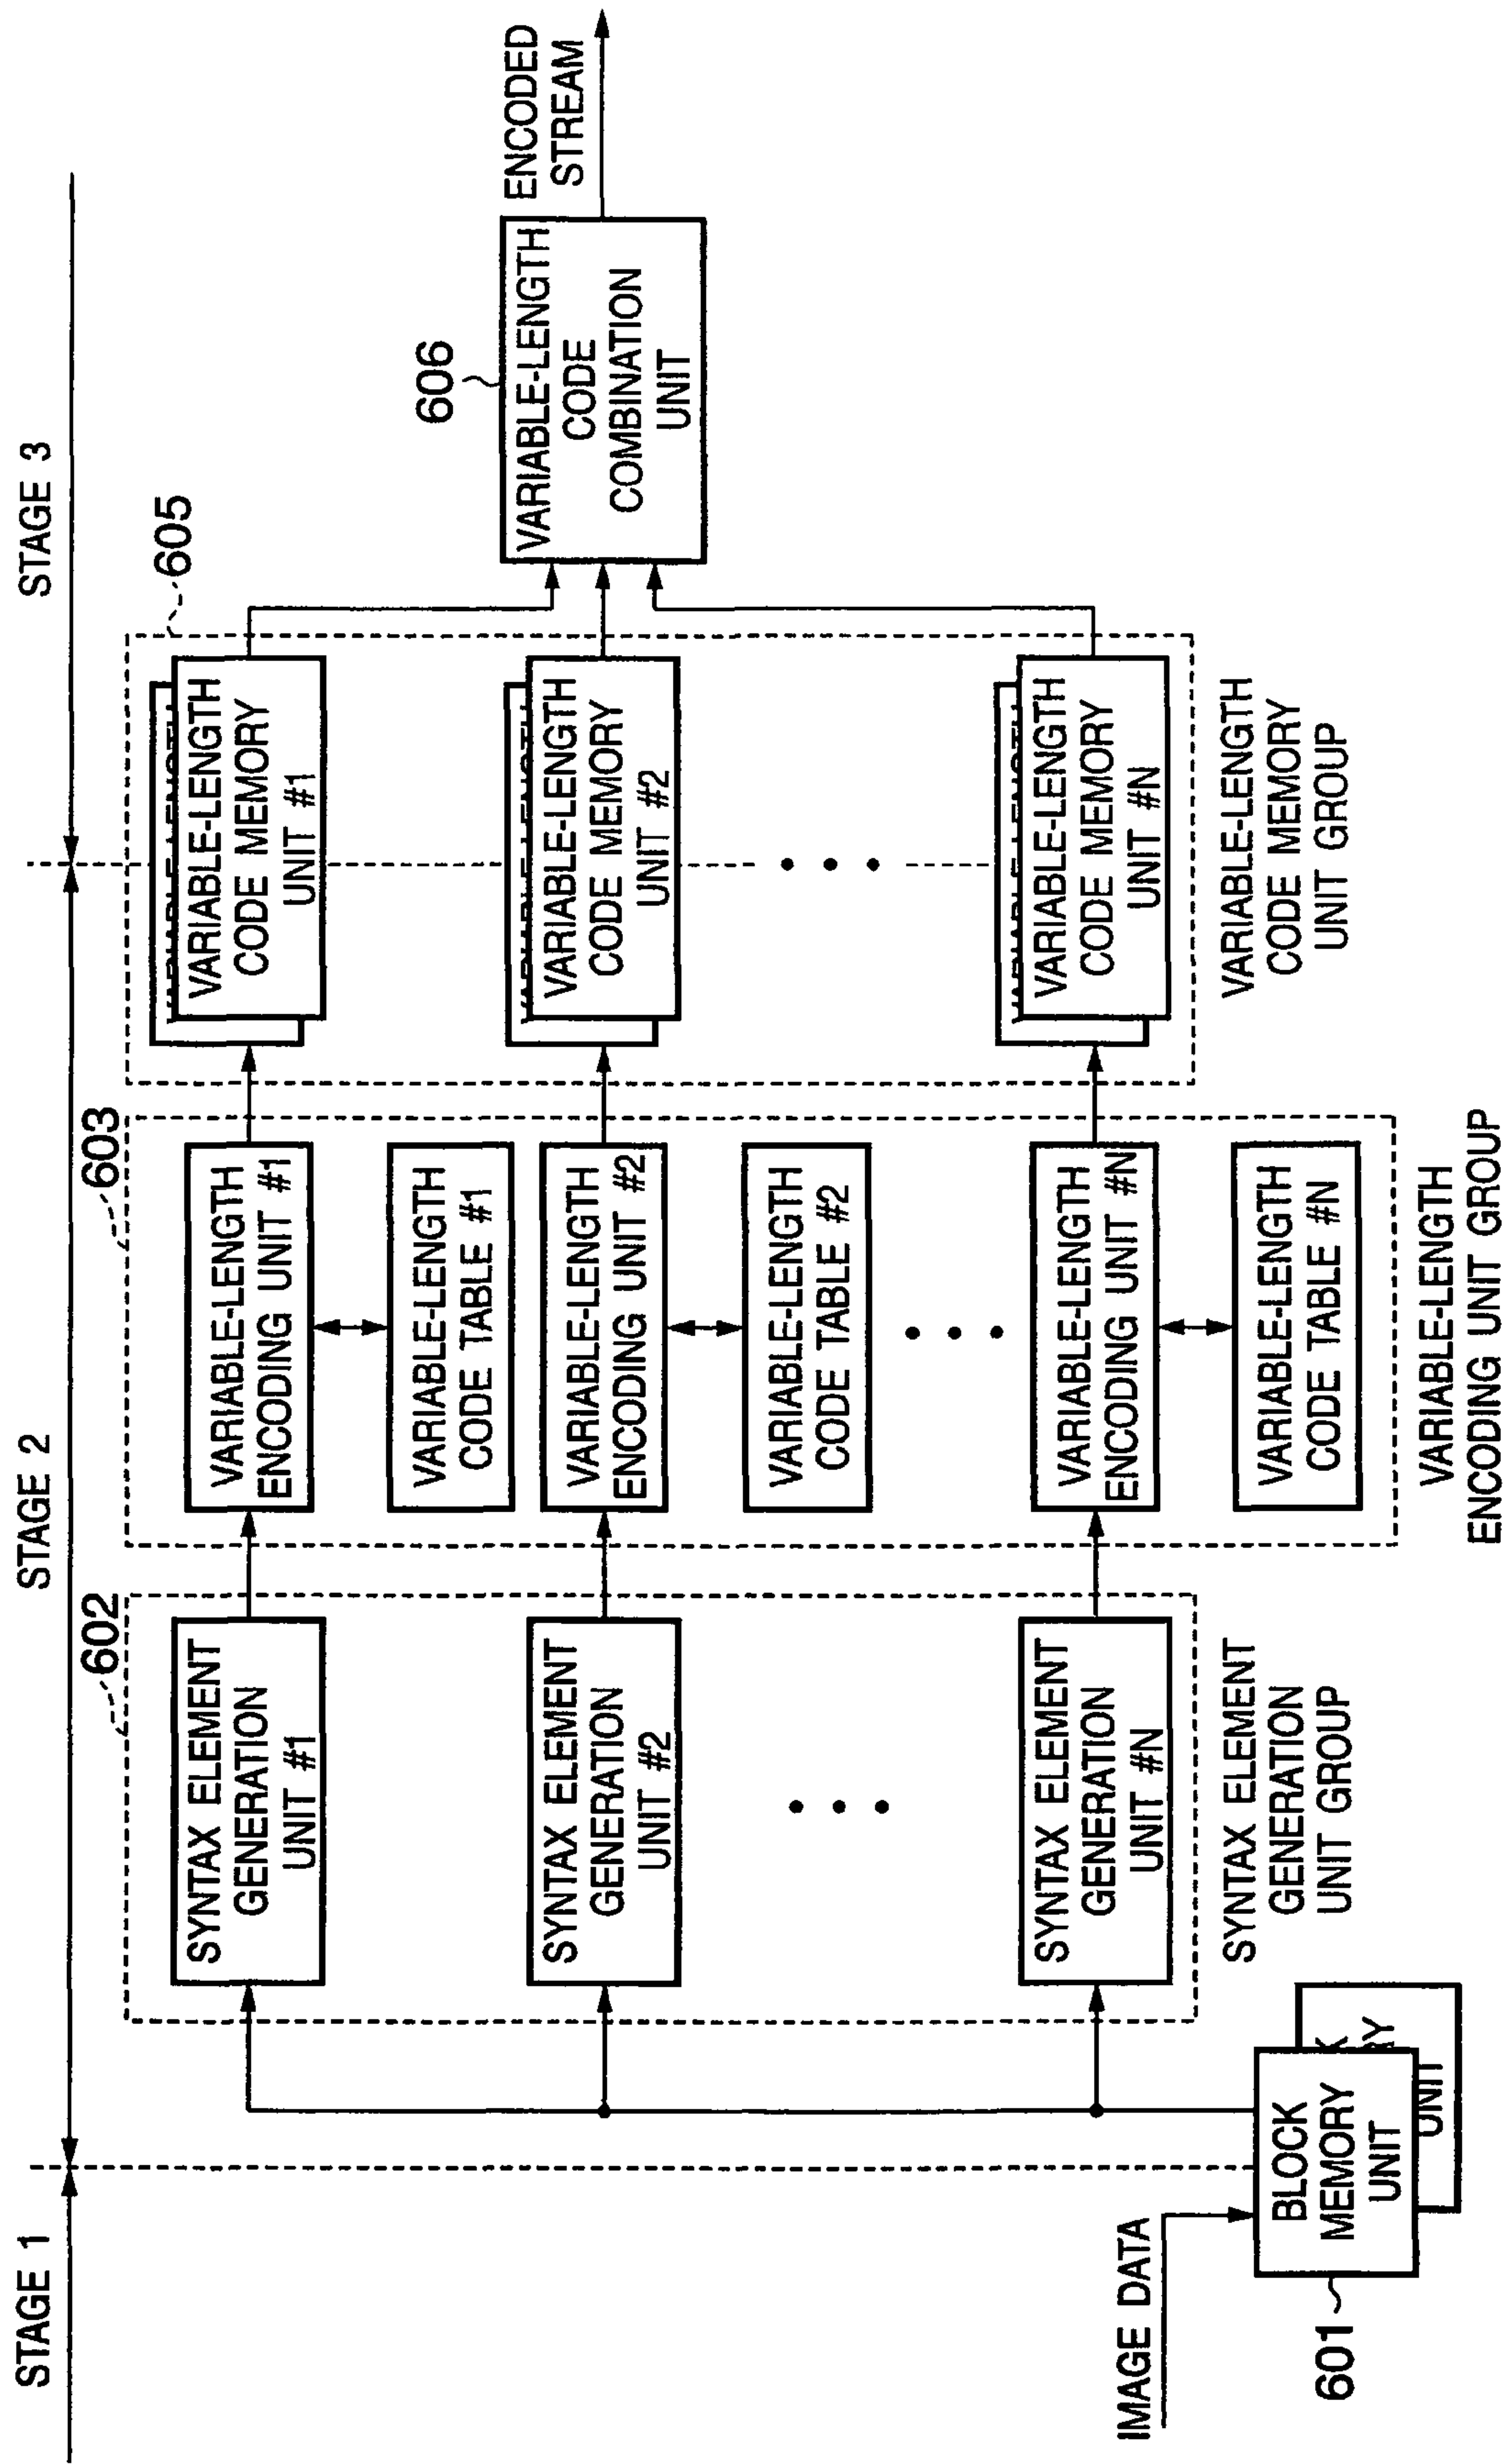 STAGE 1
STAGE 2
STAGE 3
IMAGE DATA
601
BLOCK
MEMORY
UNIT
UNIT
602
SYNTAX ELEMENT
GENERATION
UNIT #1
SYNTAX ELEMENT
GENERATION
UNIT #2
SYNTAX ELEMENT
GENERATION
UNIT #N
SYNTAX ELEMENT
GENERATION
UNIT GROUP
603
VARIABLE-LENGTH
ENCODING UNIT #1
VARIABLE-LENGTH
CODE TABLE #1
VARIABLE-LENGTH
ENCODING UNIT #2
VARIABLE-LENGTH
CODE TABLE #2
VARIABLE-LENGTH
ENCODING UNIT #N
VARIABLE-LENGTH
CODE TABLE #N
VARIABLE-LENGTH
ENCODING UNIT GROUP
605
VARIABLE-LENGTH
CODE MEMORY
UNIT #1
VARIABLE-LENGTH
CODE MEMORY
UNIT #2
VARIABLE-LENGTH
CODE MEMORY
UNIT #N
VARIABLE-LENGTH
CODE MEMORY
UNIT GROUP
606
VARIABLE-LENGTH
CODE
COMBINATION
UNIT
ENCODED
STREAM